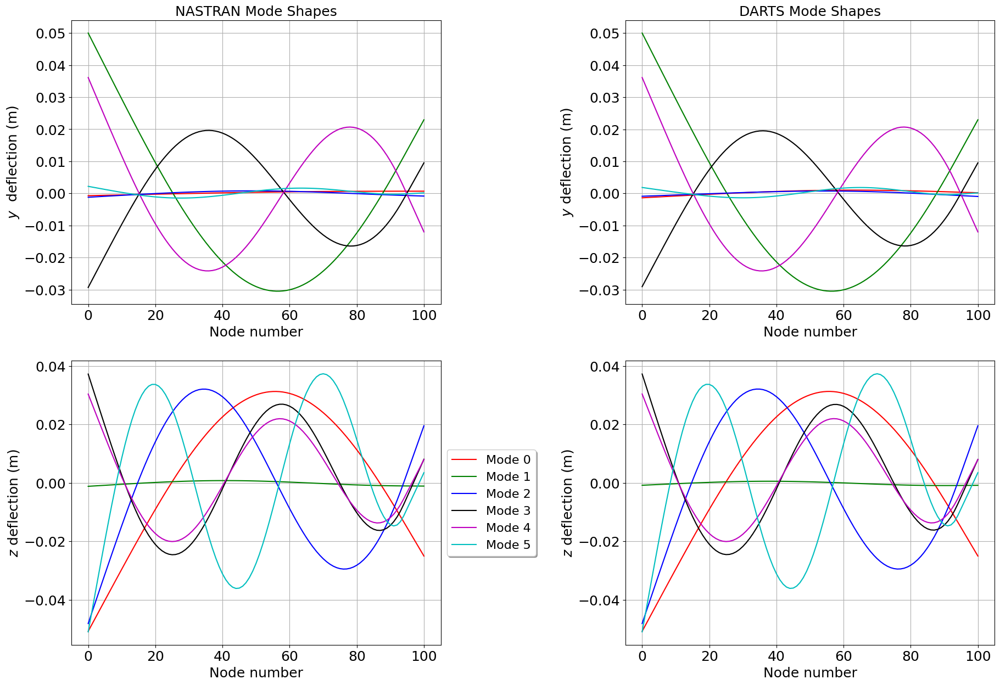 NASTRAN Mode Shapes
0.05
0.04
0.03
0.02
0.01
0.00
−0.01
−0.02
−0.03
y deflection (m)
0 20 40 60 80 100
Node number
DARTS Mode Shapes
0.05
0.04
0.03
0.02
0.01
0.00
−0.01
−0.02
−0.03
y deflection (m)
0 20 40 60 80 100
Node number
0.04
0.02
0.00
−0.02
−0.04
z deflection (m)
0 20 40 60 80 100
Node number
Mode 0
Mode 1
Mode 2
Mode 3
Mode 4
Mode 5
0.04
0.02
0.00
−0.02
−0.04
z deflection (m)
0 20 40 60 80 100
Node number